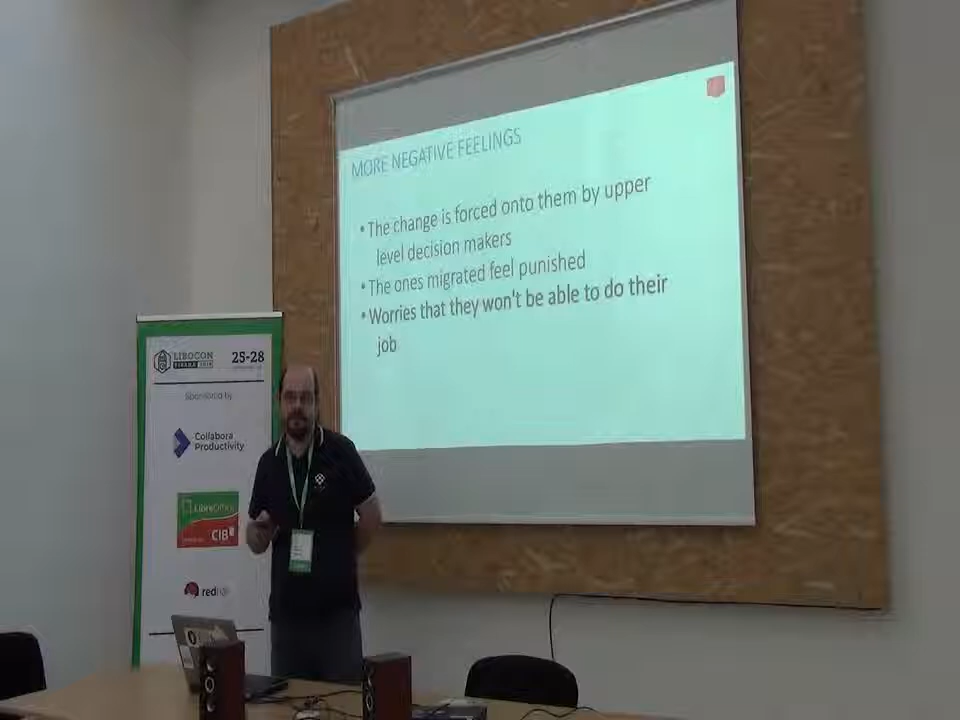 MORE NEGATIVE FEELINGS
• The change is forced onto them by upper
level decision makers
• The ones migrated feel punished
• Worries that they won't be able to do their
job
LIBOCON
25-28
Sponsored by
Collabora
Productivity
LibreOffice
CIB
red